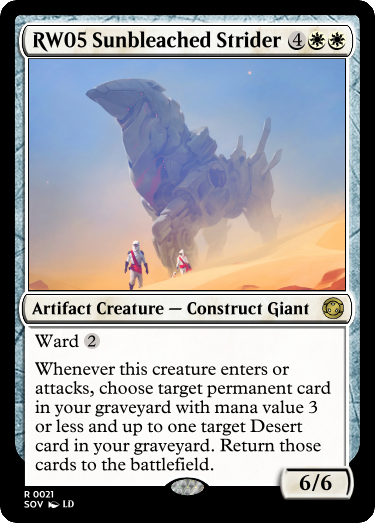 RW05 Sunbleached Strider 4
Artifact Creature — Construct Giant
Ward 2
Whenever this creature enters or
attacks, choose target permanent card
in your graveyard with mana value 3
or less and up to one target Desert
card in your graveyard. Return those
cards to the battlefield.
6/6
R 0021
SOV LD